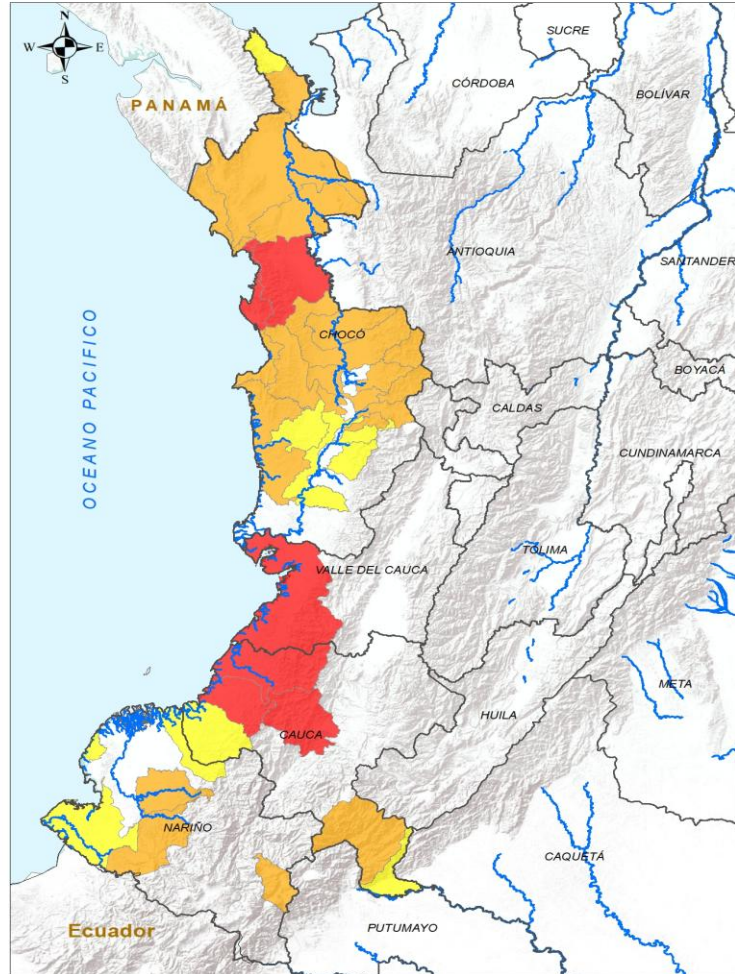 N
W E
S
SUCRE
CÓRDOBA
BOLÍVAR
PANAMÁ
ANTIOQUIA
SANTANDER
OCEANO PACIFICO
CHOCÓ
BOYACÁ
CALDAS
CUNDINAMARCA
TOLIMA
VALLE DEL CAUCA
META
HUILA
CAUCA
NARIÑO
CAQUETÁ
PUTUMAYO
Ecuador